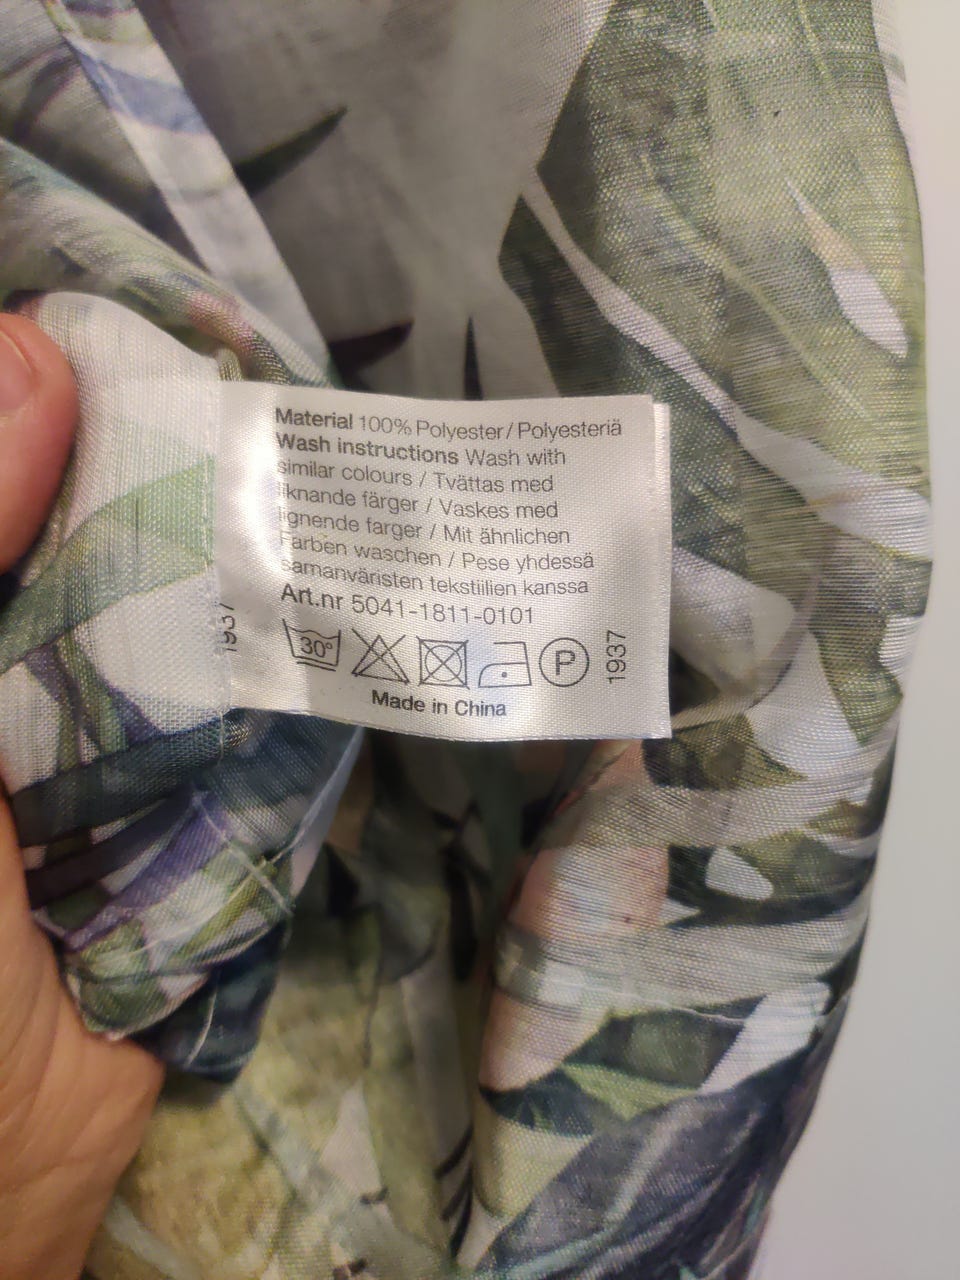 Material 100% Polyester/Polyesteriä
Wash instructions Wash with
similar colours / Tvättas med
liknande färger / Vaskes med
lignende farger / Mit ähnlichen
Farben waschen / Pese yhdessä
samanväristen tekstiilien kanssa
Art.nr 5041-1811-0101
1937
30°
P
1937
Made in China